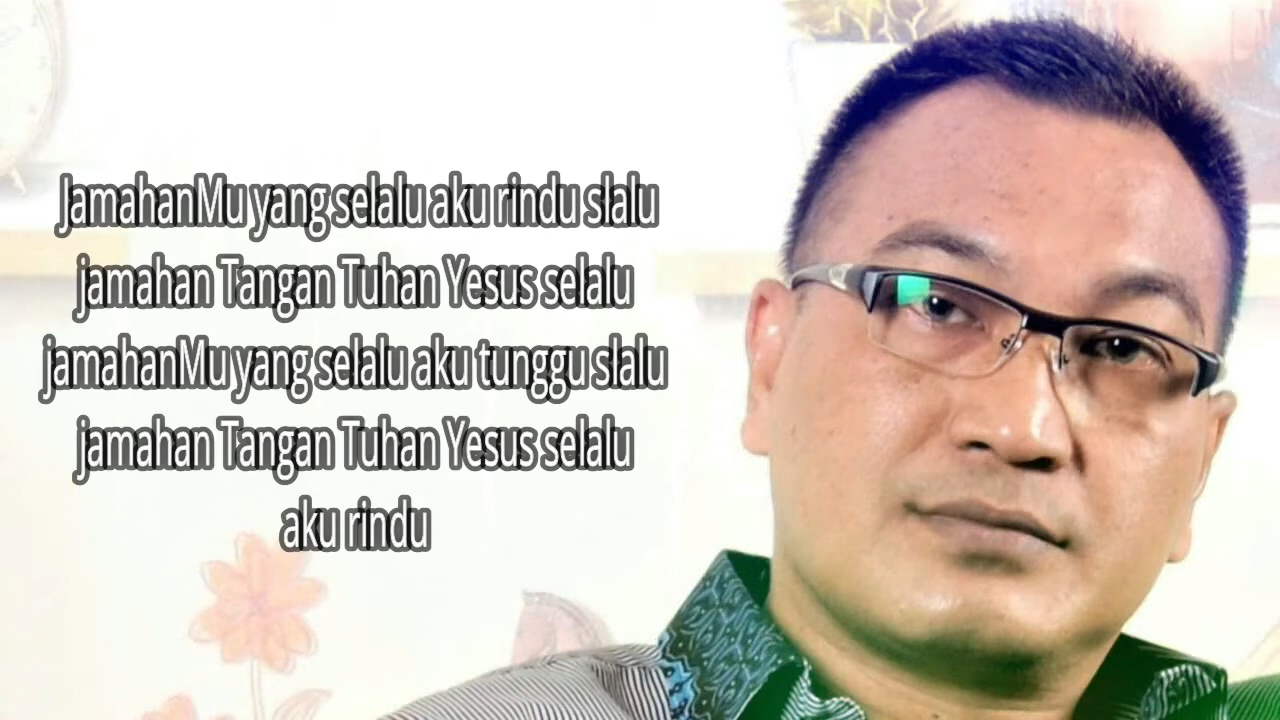 JamahanMu yang selalu aku rindu slalu
jamahan Tangan Tuhan Yesus selalu
jamahanMu yang selalu aku tunggu slalu
jamahan Tangan Tuhan Yesus selalu
aku rindu